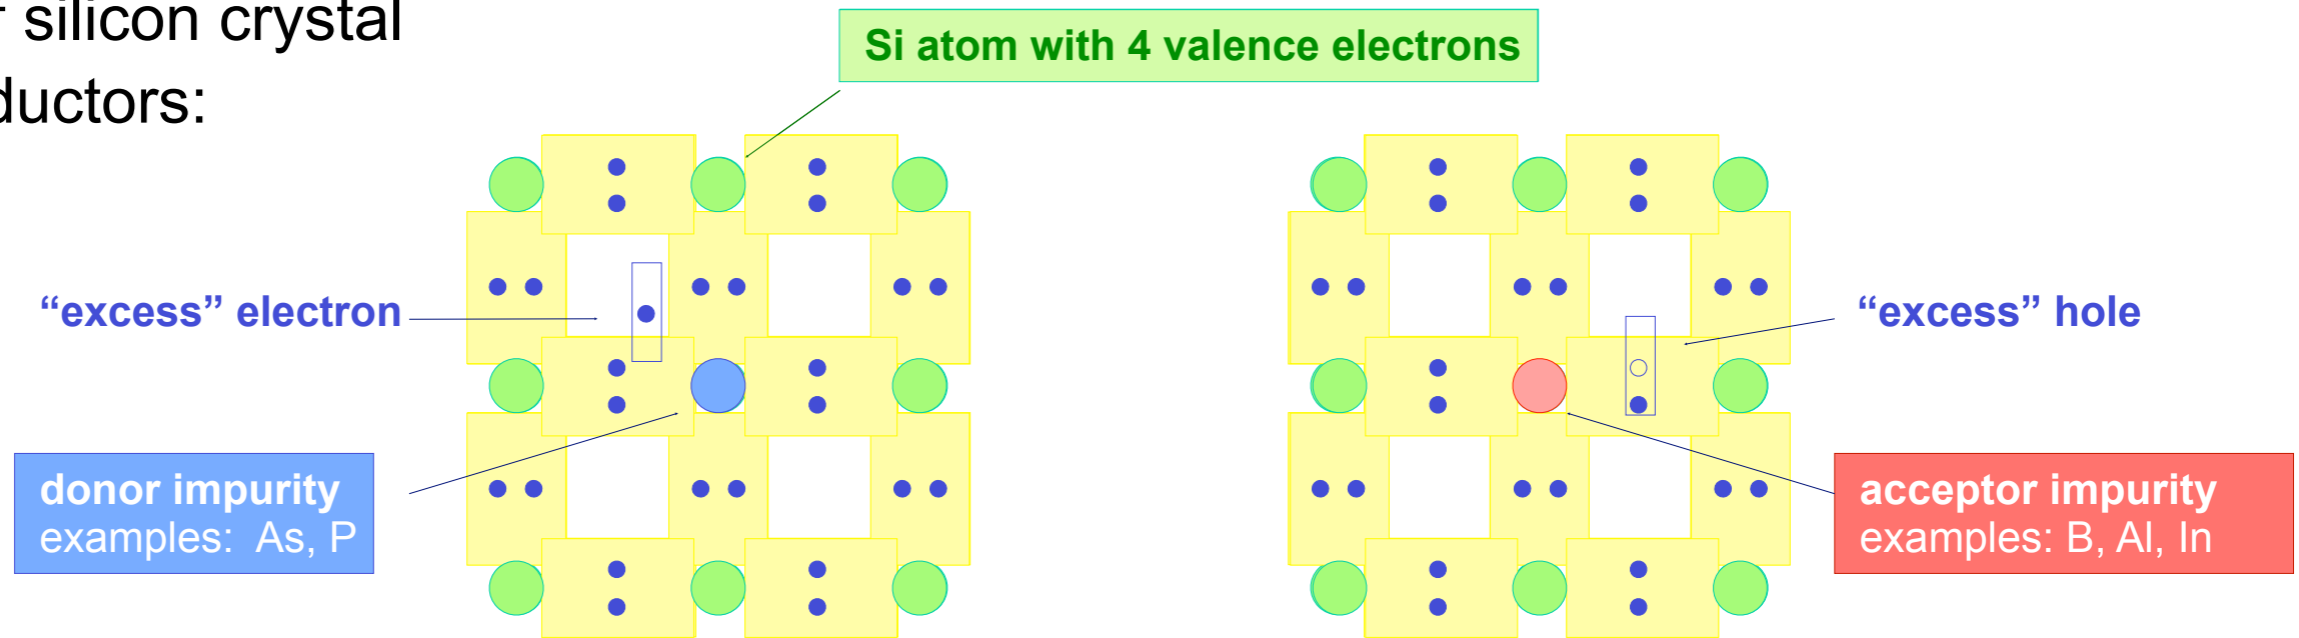 silicon crystal
Si atom with 4 valence electrons
ductors:
“excess” electron
“excess” hole
donor impurity
examples: As, P
acceptor impurity
examples: B, Al, In